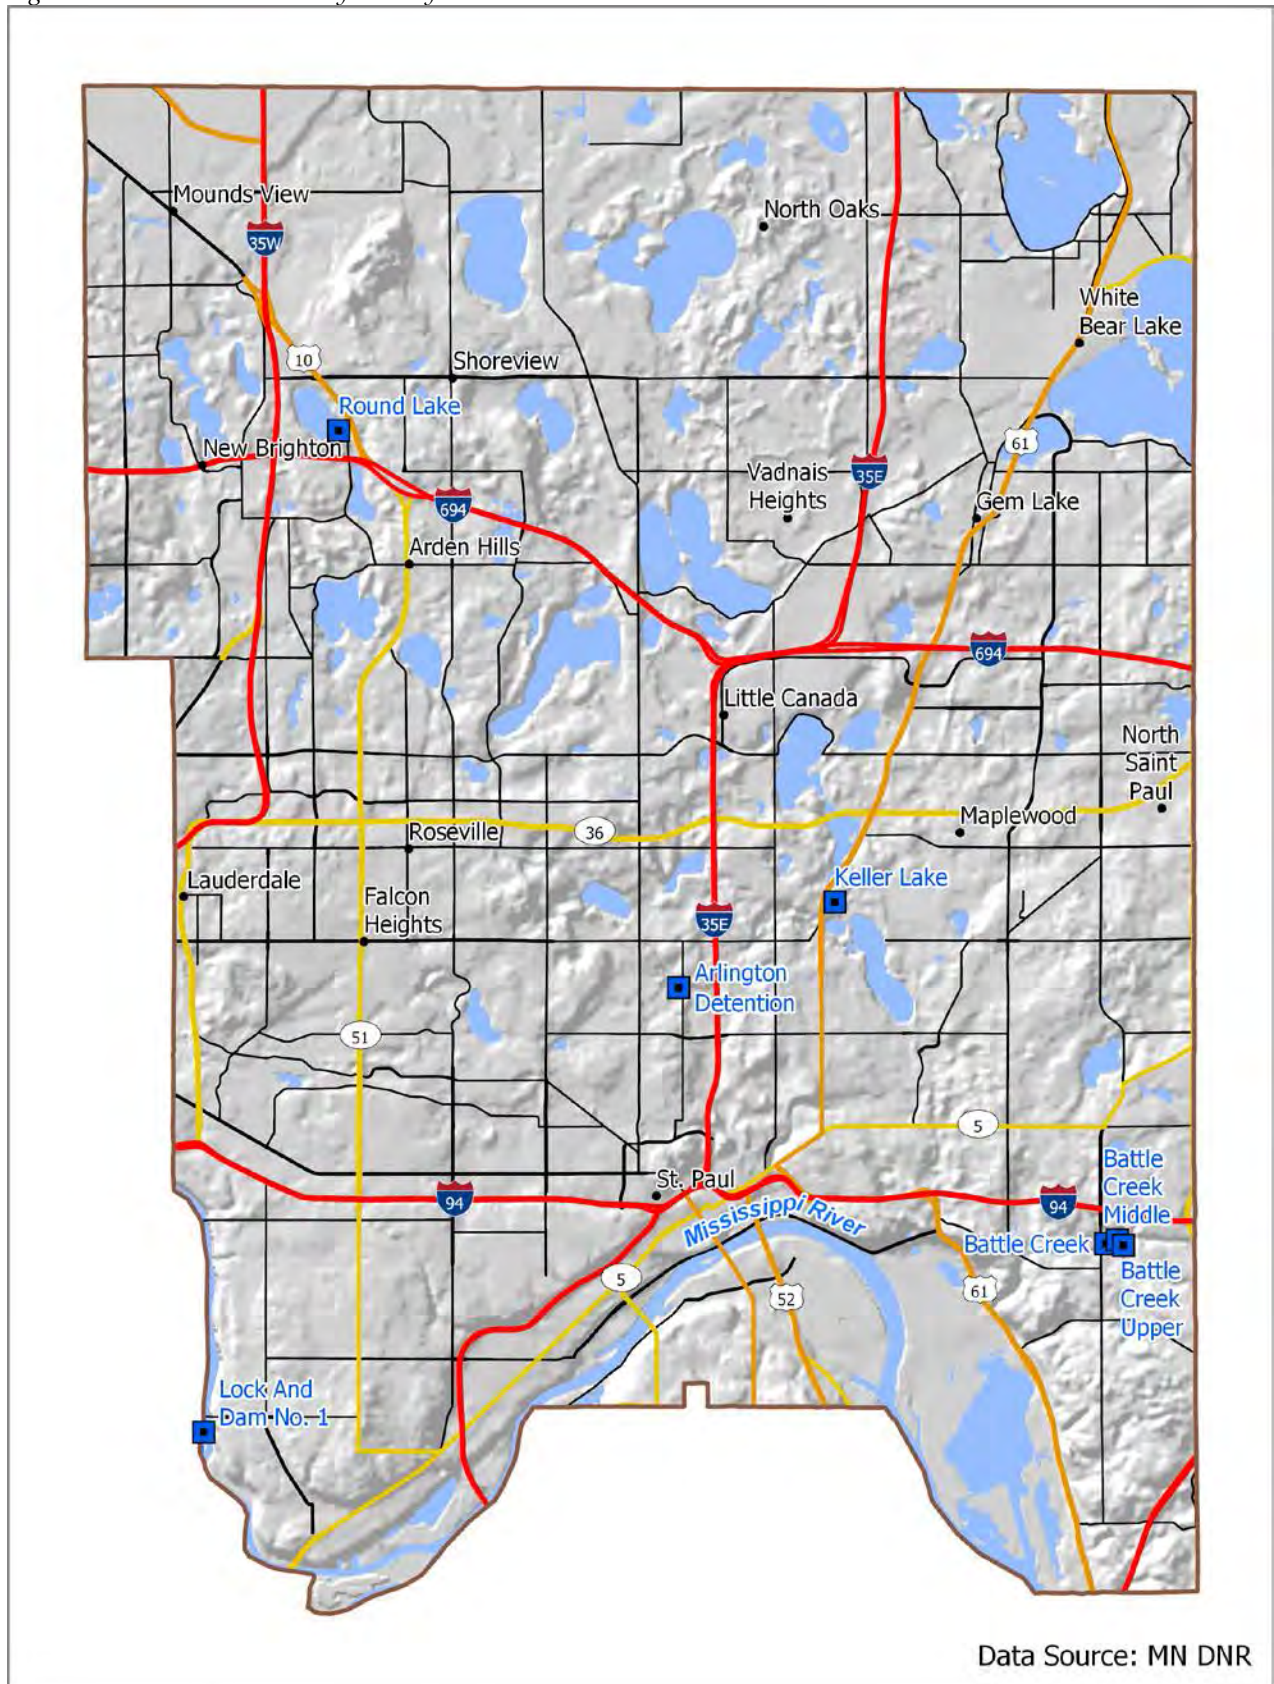 Mounds View
35W
North Oaks
White
Bear Lake
10
Shoreview
Round Lake
61
New Brighton
Vadnais
Heights
35E
Gem Lake
694
Arden Hills
694
Little Canada
North
Saint
Paul
Maplewood
Roseville
36
Lauderdale
Keller Lake
Falcon
Heights
35E
Arlington
Detention
51
5
Battle
Creek
Middle
St. Paul
94
94
Mississippi River
Battle Creek
Battle
Creek
Upper
5
52
61
Lock And
Dam No. 1
Data Source: MN DNR